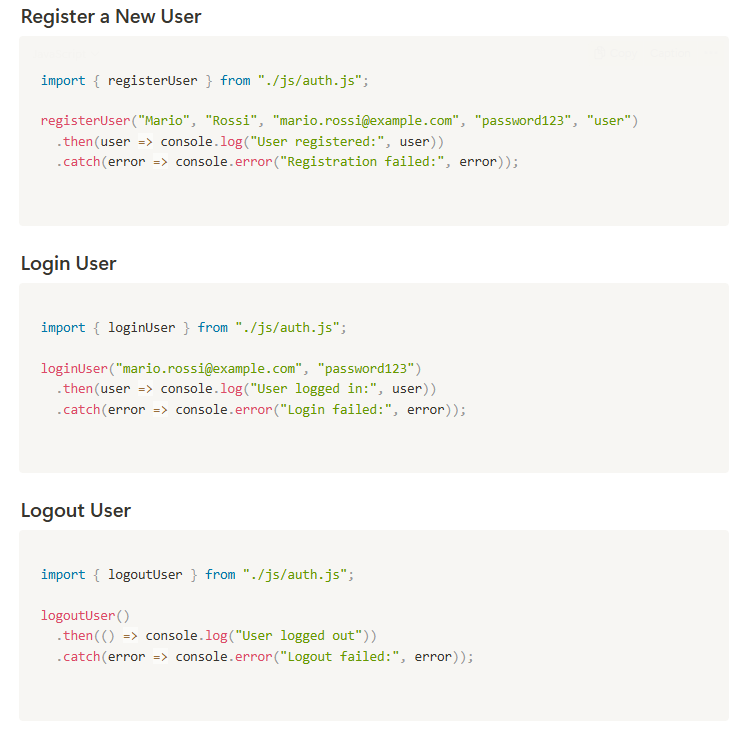 Register a New User
import { registerUser } from "./js/auth.js";
registerUser("Mario", "Rossi", "mario.rossi@example.com", "password123", "user")
.then(user => console.log("User registered:", user))
.catch(error => console.error("Registration failed:", error));
Login User
import { loginUser } from "./js/auth.js";
loginUser("mario.rossi@example.com", "password123")
.then(user => console.log("User logged in:", user))
.catch(error => console.error("Login failed:", error));
Logout User
import { logoutUser } from "./js/auth.js";
logoutUser()
.then(() => console.log("User logged out"))
.catch(error => console.error("Logout failed:", error));